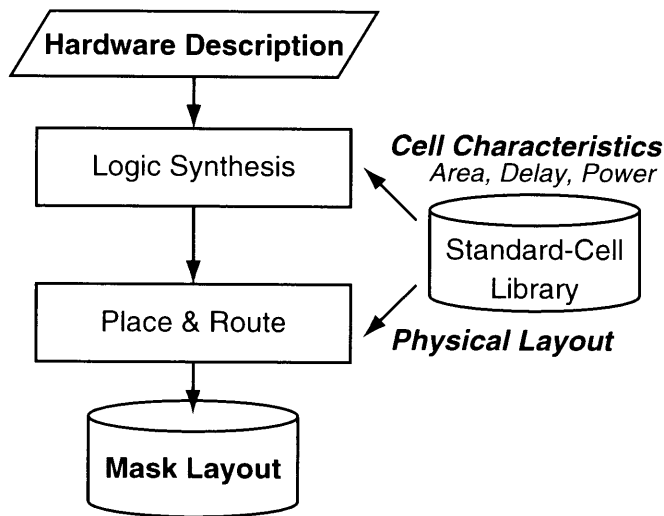 Hardware Description
Logic Synthesis
Cell Characteristics
Area, Delay, Power
Standard-Cell
Library
Place & Route
Physical Layout
Mask Layout